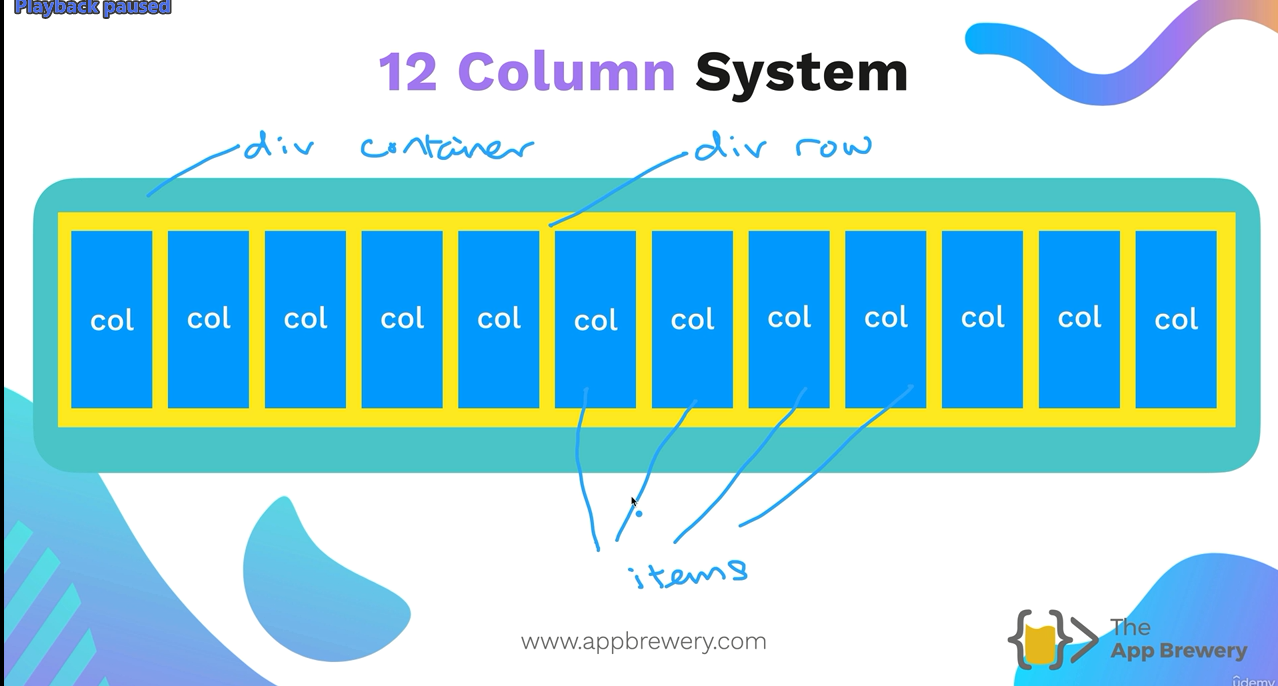 Playback paused
12 Column System
div container
div row
col col col col col col col col col col col col
items
www.appbrewery.com
The
App Brewery
ûdemy